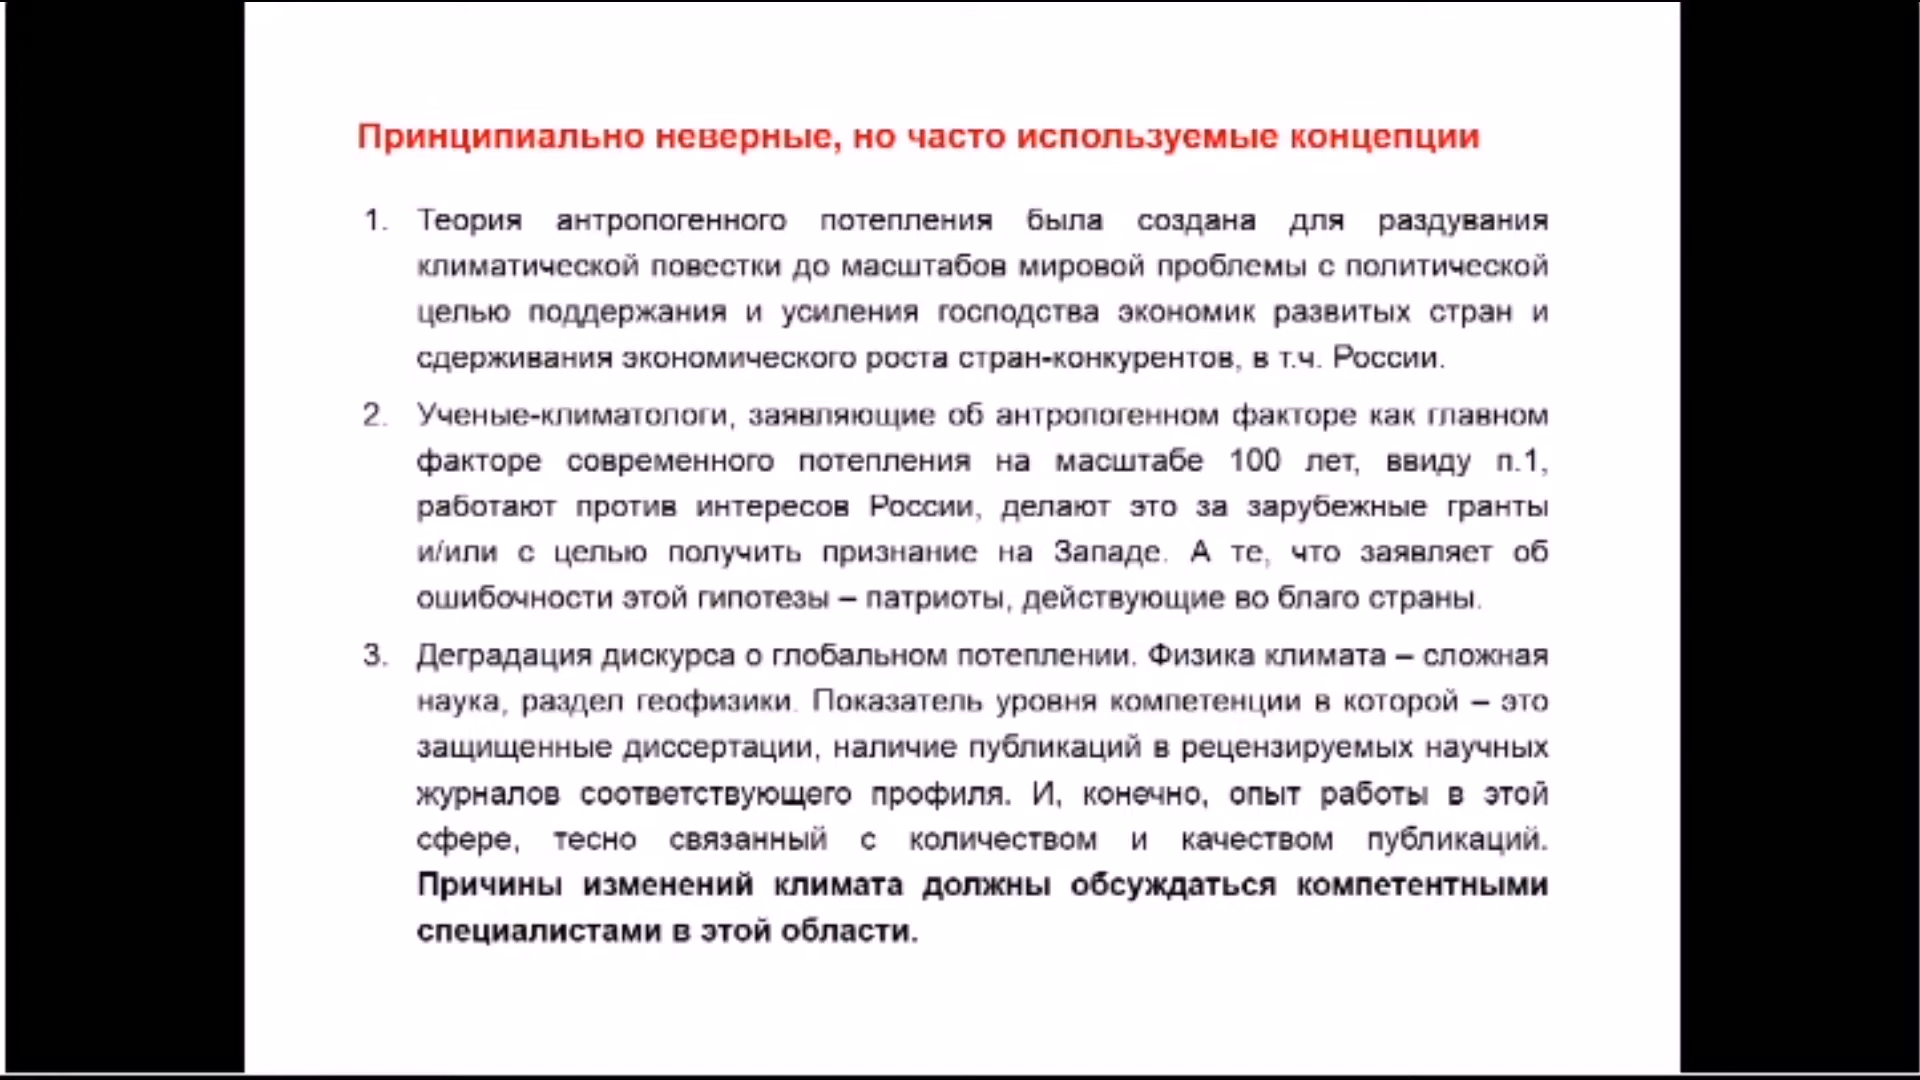 Принципиально неверные, но часто используемые концепции
1. Теория антропогенного потепления была создана для раздувания
климатической повестки до масштабов мировой проблемы с политической
целью поддержания и усиления господства экономик развитых стран и
сдерживания экономического роста стран-конкурентов, в т.ч. России.
2. Ученые-климатологи, заявляющие об антропогенном факторе как главном
факторе современного потепления на масштабе 100 лет, ввиду п.1,
работают против интересов России, делают это за зарубежные гранты
и/или с целью получить признание на Западе. А те, что заявляет об
ошибочности этой гипотезы – патриоты, действующие во благо страны.
3. Деградация дискурса о глобальном потеплении. Физика климата – сложная
наука, раздел геофизики. Показатель уровня компетенции в которой – это
защищенные диссертации, наличие публикаций в рецензируемых научных
журналов соответствующего профиля. И, конечно, опыт работы в этой
сфере, тесно связанный с количеством и качеством публикаций.
Причины изменений климата должны обсуждаться компетентными
специалистами в этой области.